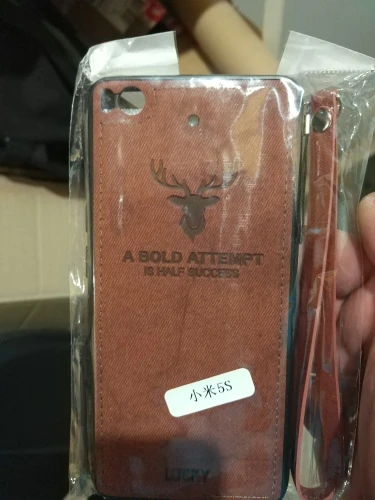 A BOLD ATTEMPT
IS HALF SUCCESS
小米5S
LUCKY